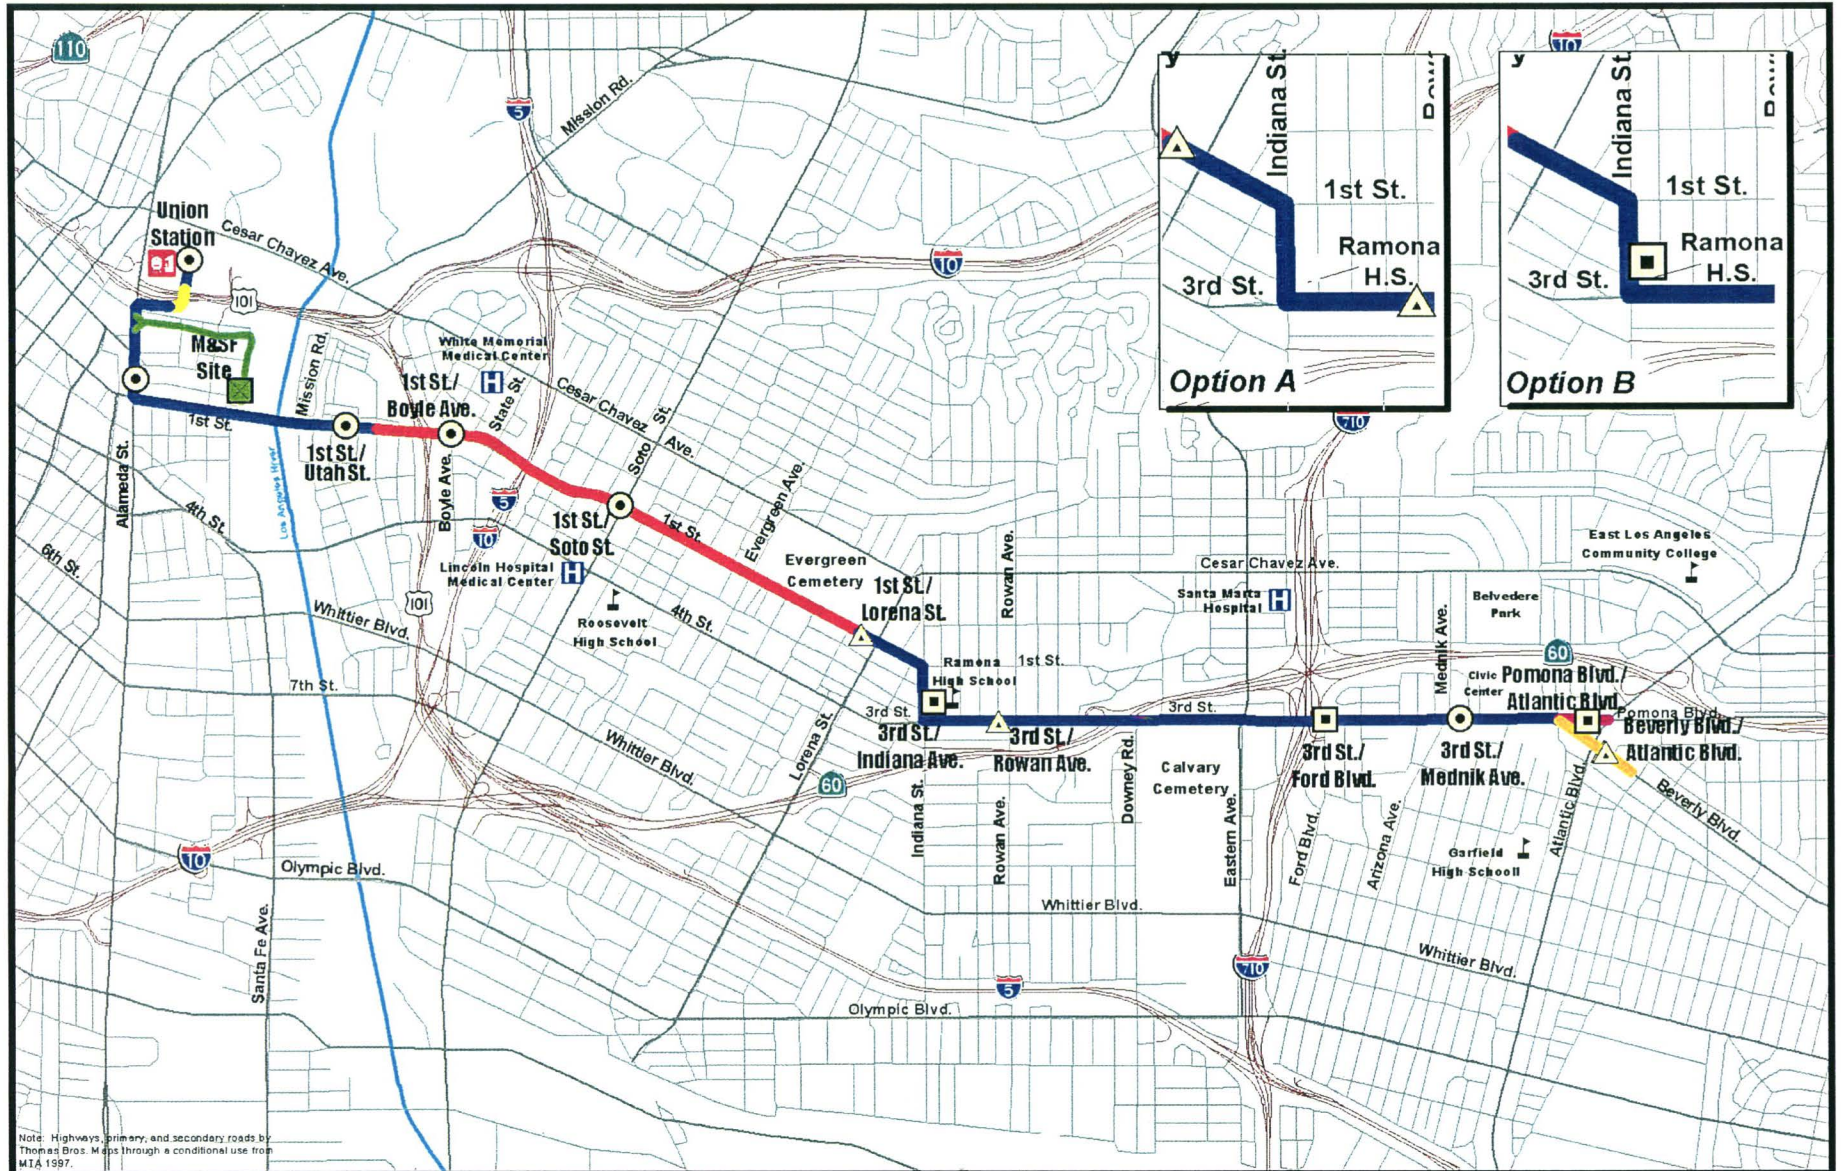 110
5
Mission Rd.
10
Union
Station
Cesar Chavez Ave.
101
10
M&SF
Site
Mission Rd.
White Memorial
Medical Center
1st St./
Boyle Ave.
State St.
Cesar Chavez Ave.
Soto St.
1st St.
1st St./
Utah St.
Alameda St.
Los Angeles River
Boyle Ave.
5
10
4th St.
6th St.
1st St./
Soto St.
1st St.
Evergreen Ave.
Lincoln Hospital
Medical Center
Evergreen
Cemetery
1st St./
Lorena St.
Rowan Ave.
Cesar Chavez Ave.
Santa Marta
Hospital
Belvedere
Park
East Los Angeles
Community College
101
Whittier Blvd.
Roosevelt
High School
4th St.
7th St.
Ramona
High School
1st St.
3rd St.
3rd St./
Indiana Ave.
3rd St./
Rowan Ave.
3rd St.
Mednik Ave.
60
Civic
Center
Pomona Blvd./
Atlantic Blvd.
Pomona Blvd.
Beverly Blvd./
Atlantic Blvd.
3rd St./
Ford Blvd.
3rd St./
Mednik Ave.
Whittier Blvd.
Lorena St.
60
Indiana St.
Rowan Ave.
Downey Rd.
Calvary
Cemetery
Eastern Ave.
Ford Blvd.
Arizona Ave.
Garfield
High Schooll
Atlantic Blvd.
Beverly Blvd.
10
Olympic Blvd.
Santa Fe Ave.
Whittier Blvd.
Whittier Blvd.
710
5
Olympic Blvd.
710
y
Indiana St.
1st St.
Ramona
H.S.
3rd St.
Option A
y
Indiana St.
1st St.
Ramona
H.S.
3rd St.
Option B
Note: Highways, primary, and secondary roads by
Thomas Bros. Maps through a conditional use from
MTA 1997.